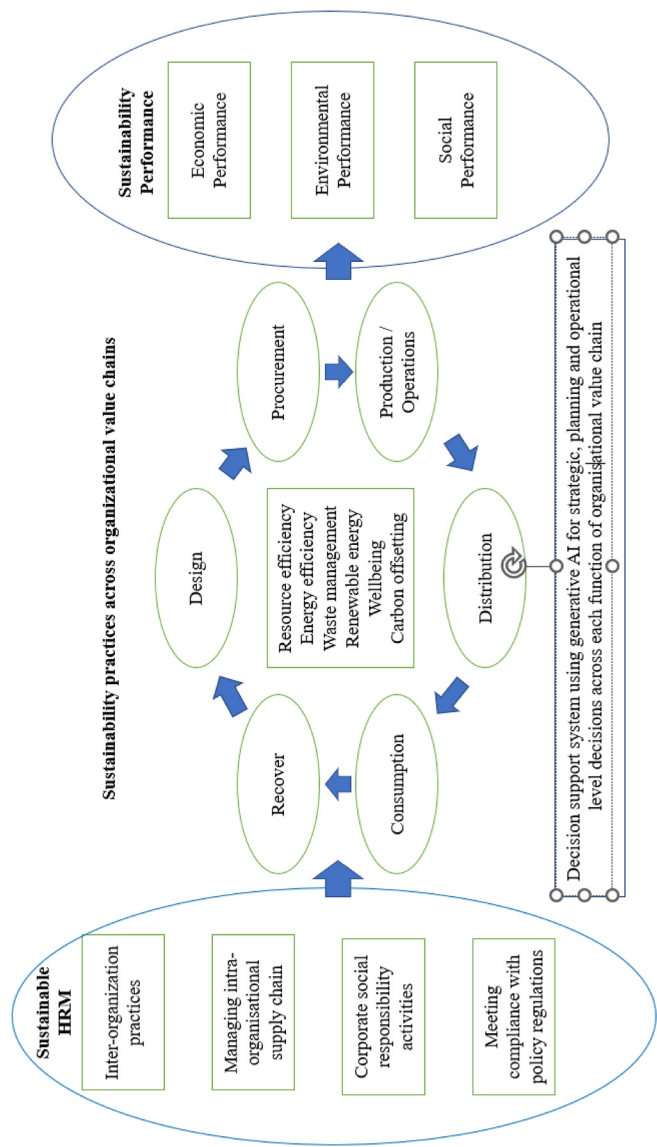 Sustainable
HRM
Inter-organization
practices
Managing intra-
organisational
supply chain
Corporate social
responsibility
activities
Meeting
compliance with
policy regulations
Sustainability practices across organizational value chains
Design
Procurement
Production /
Operations
Distribution
Consumption
Recover
Resource efficiency
Energy efficiency
Waste management
Renewable energy
Wellbeing
Carbon offsetting
Sustainability
Performance
Economic
Performance
Environmental
Performance
Social
Performance
Decision support system using generative AI for strategic, planning and operational
level decisions across each function of organisational value chain